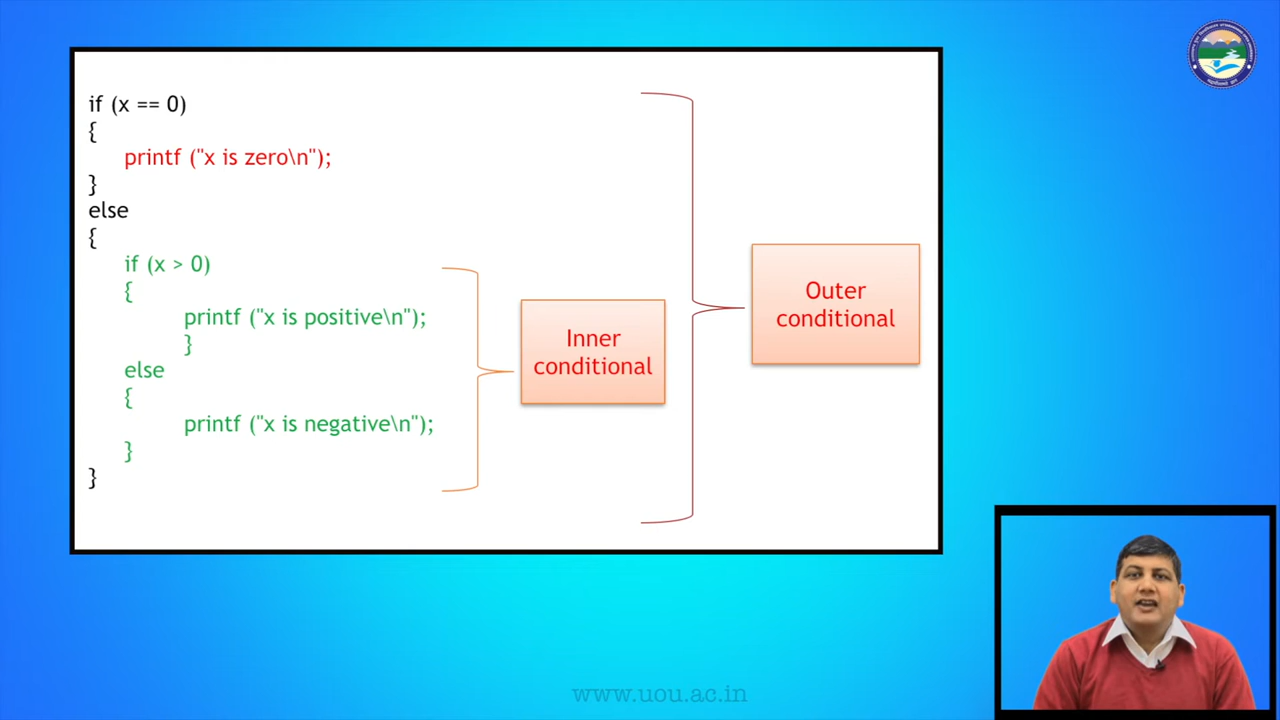 if (x == 0)
{
printf ("x is zero\n");
}
else
{
if (x > 0)
{
printf ("x is positive\n");
}
else
{
printf ("x is negative\n");
}
}
Inner
conditional
Outer
conditional
www.uou.ac.in